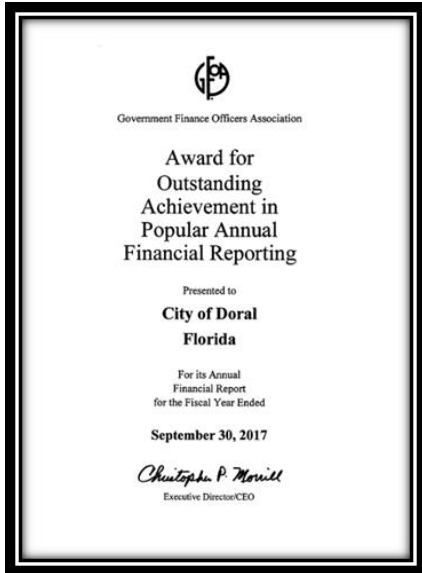 GFOA
Government Finance Officers Association
Award for
Outstanding
Achievement in
Popular Annual
Financial Reporting
Presented to
City of Doral
Florida
For its Annual
Financial Report
for the Fiscal Year Ended
September 30, 2017
Christopher P. Morrill
Executive Director/CEO